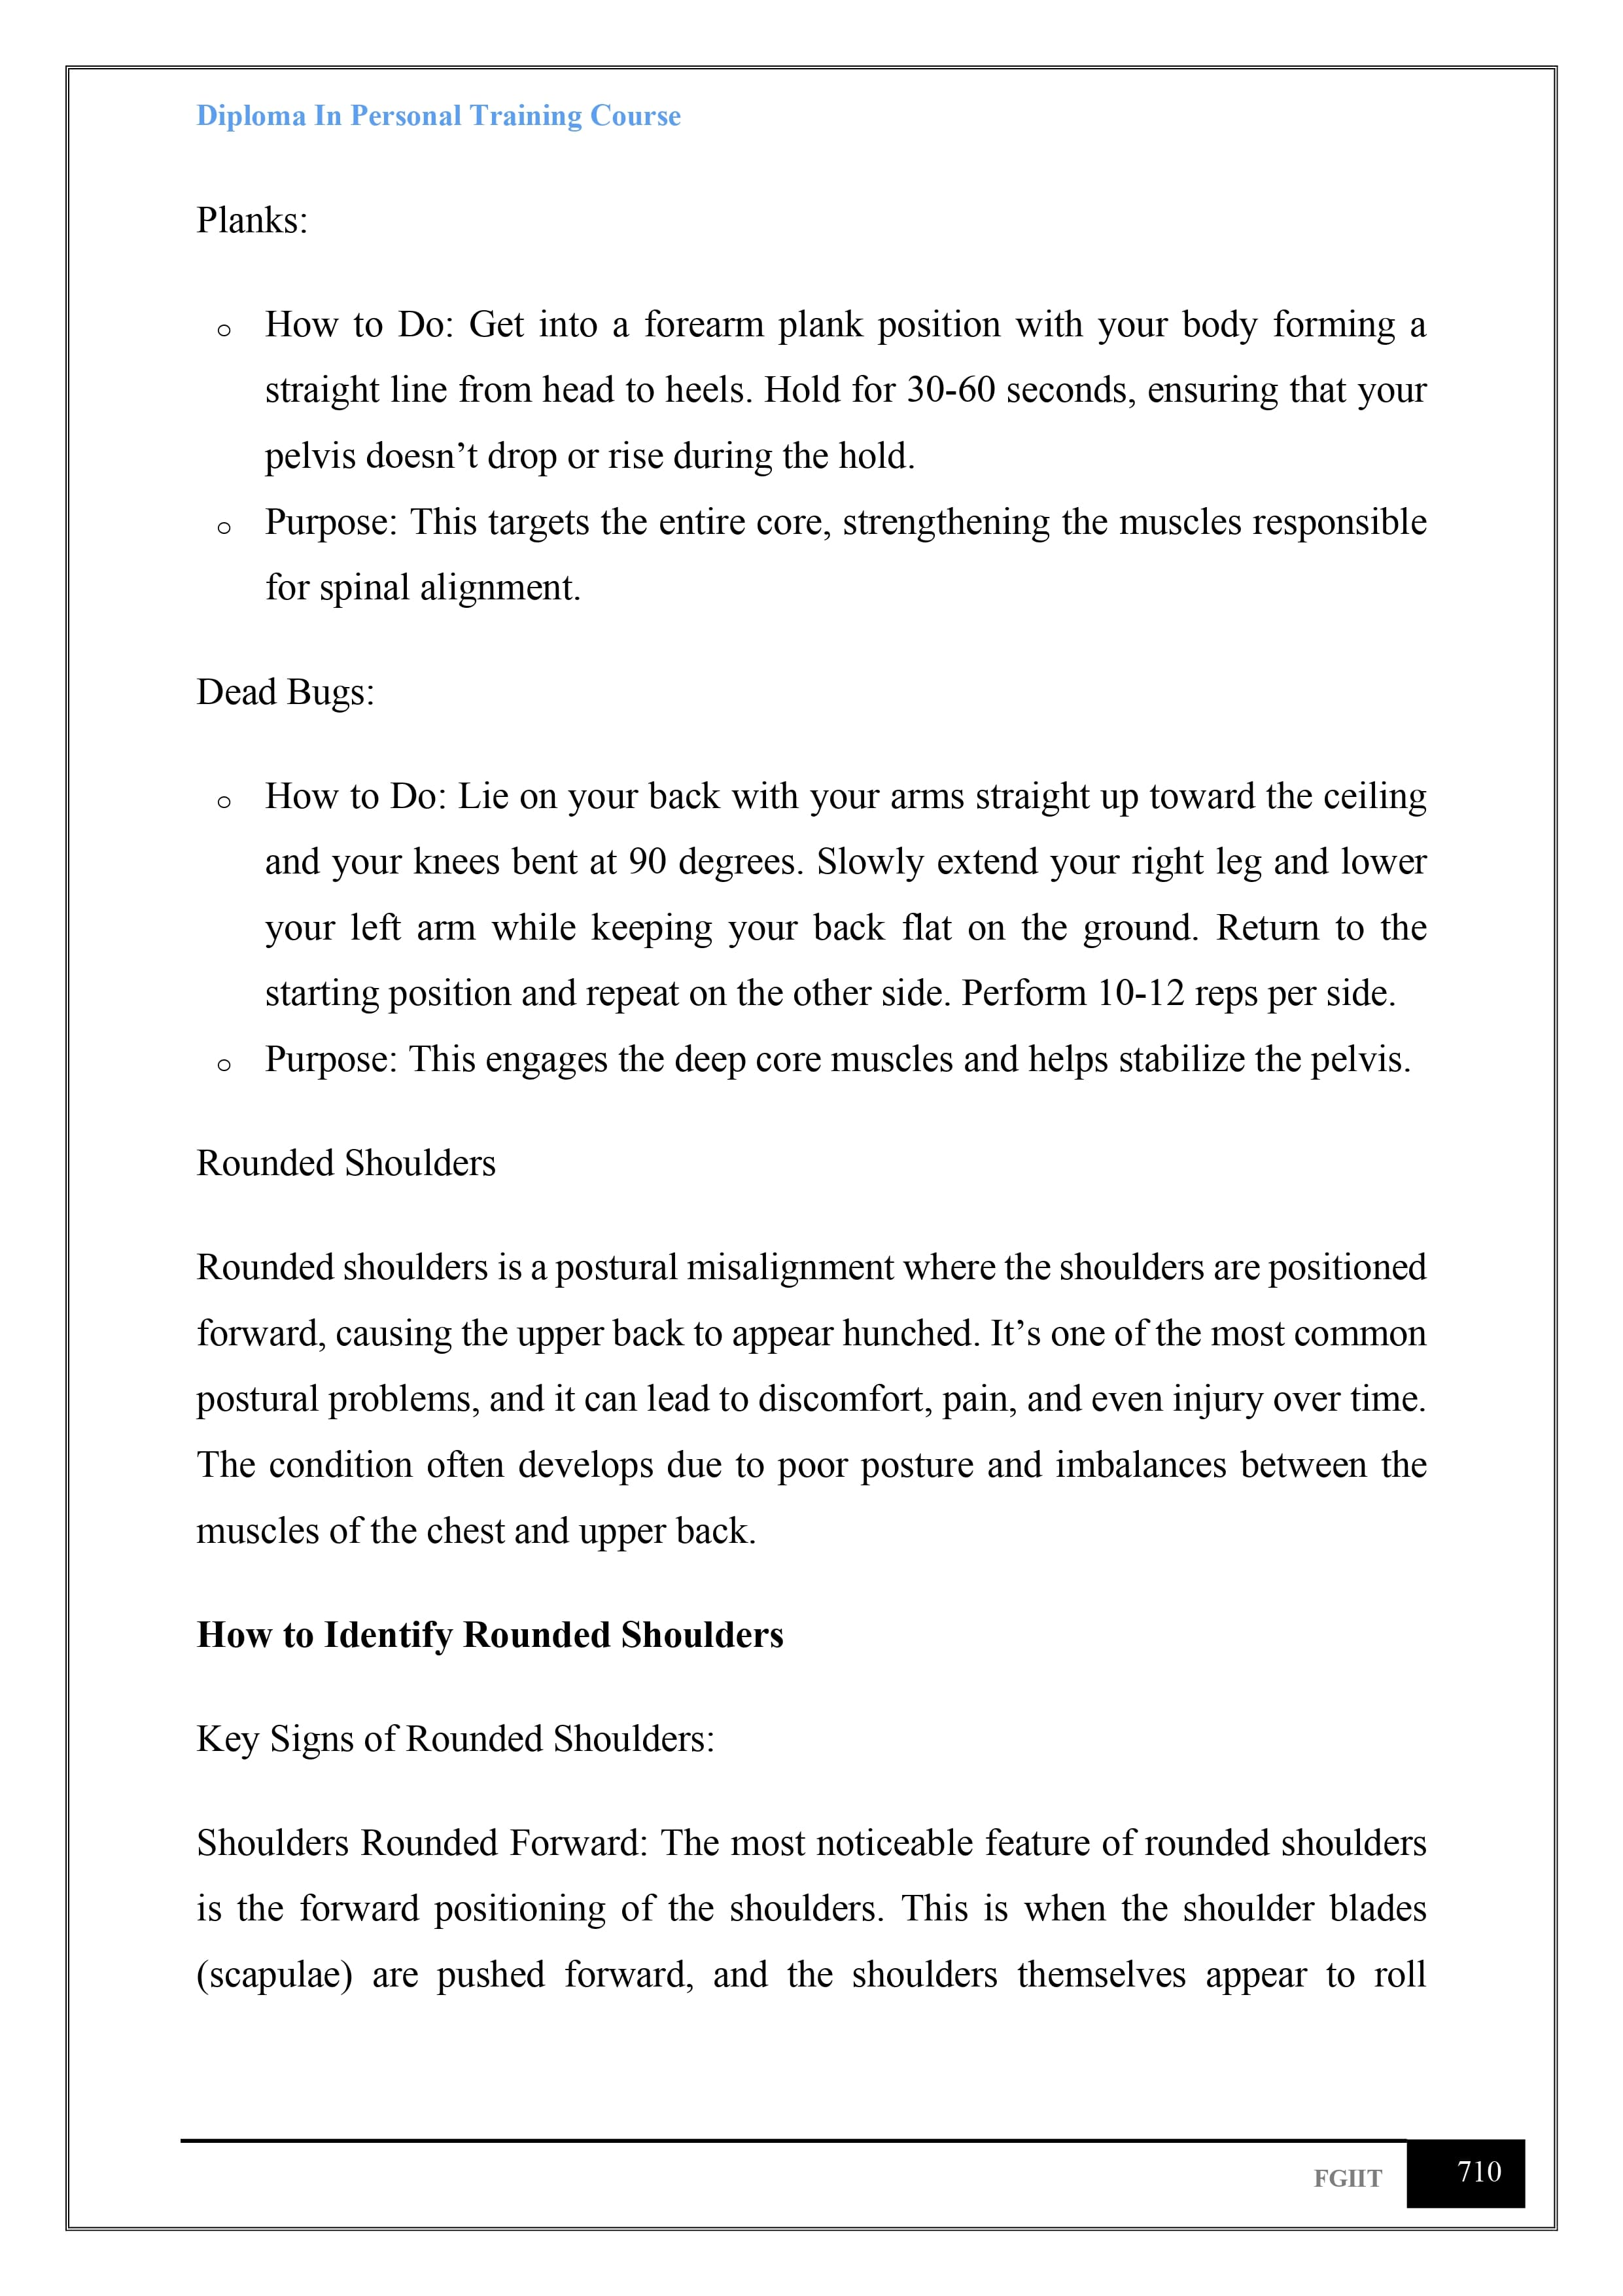 Diploma In Personal Training Course
Planks:
o How to Do: Get into a forearm plank position with your body forming a
straight line from head to heels. Hold for 30-60 seconds, ensuring that your
pelvis doesn’t drop or rise during the hold.
o Purpose: This targets the entire core, strengthening the muscles responsible
for spinal alignment.
Dead Bugs:
o How to Do: Lie on your back with your arms straight up toward the ceiling
and your knees bent at 90 degrees. Slowly extend your right leg and lower
your left arm while keeping your back flat on the ground. Return to the
starting position and repeat on the other side. Perform 10-12 reps per side.
o Purpose: This engages the deep core muscles and helps stabilize the pelvis.
Rounded Shoulders
Rounded shoulders is a postural misalignment where the shoulders are positioned
forward, causing the upper back to appear hunched. It’s one of the most common
postural problems, and it can lead to discomfort, pain, and even injury over time.
The condition often develops due to poor posture and imbalances between the
muscles of the chest and upper back.
How to Identify Rounded Shoulders
Key Signs of Rounded Shoulders:
Shoulders Rounded Forward: The most noticeable feature of rounded shoulders
is the forward positioning of the shoulders. This is when the shoulder blades
(scapulae) are pushed forward, and the shoulders themselves appear to roll
FGIIT 710